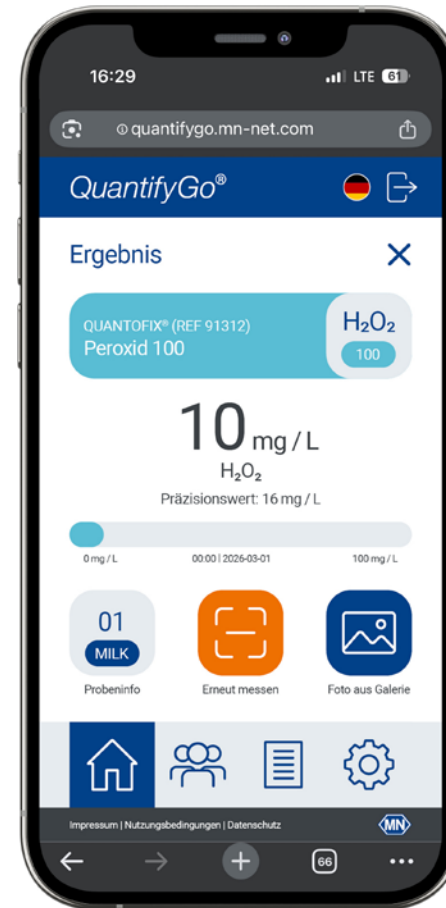 16:29
LTE 61
quantifygo.mn-net.com
QuantifyGo®
Ergebnis
QUANTOFIX® (REF 91312)
Peroxid 100
H₂O₂
100
10 mg / L
H₂O₂
Präzisionswert: 16 mg / L
0 mg / L 00:00 | 2026-03-01 100 mg / L
01
MILK
Probeninfo Erneut messen Foto aus Galerie
Impressum | Nutzungsbedingungen | Datenschutz
MN
66